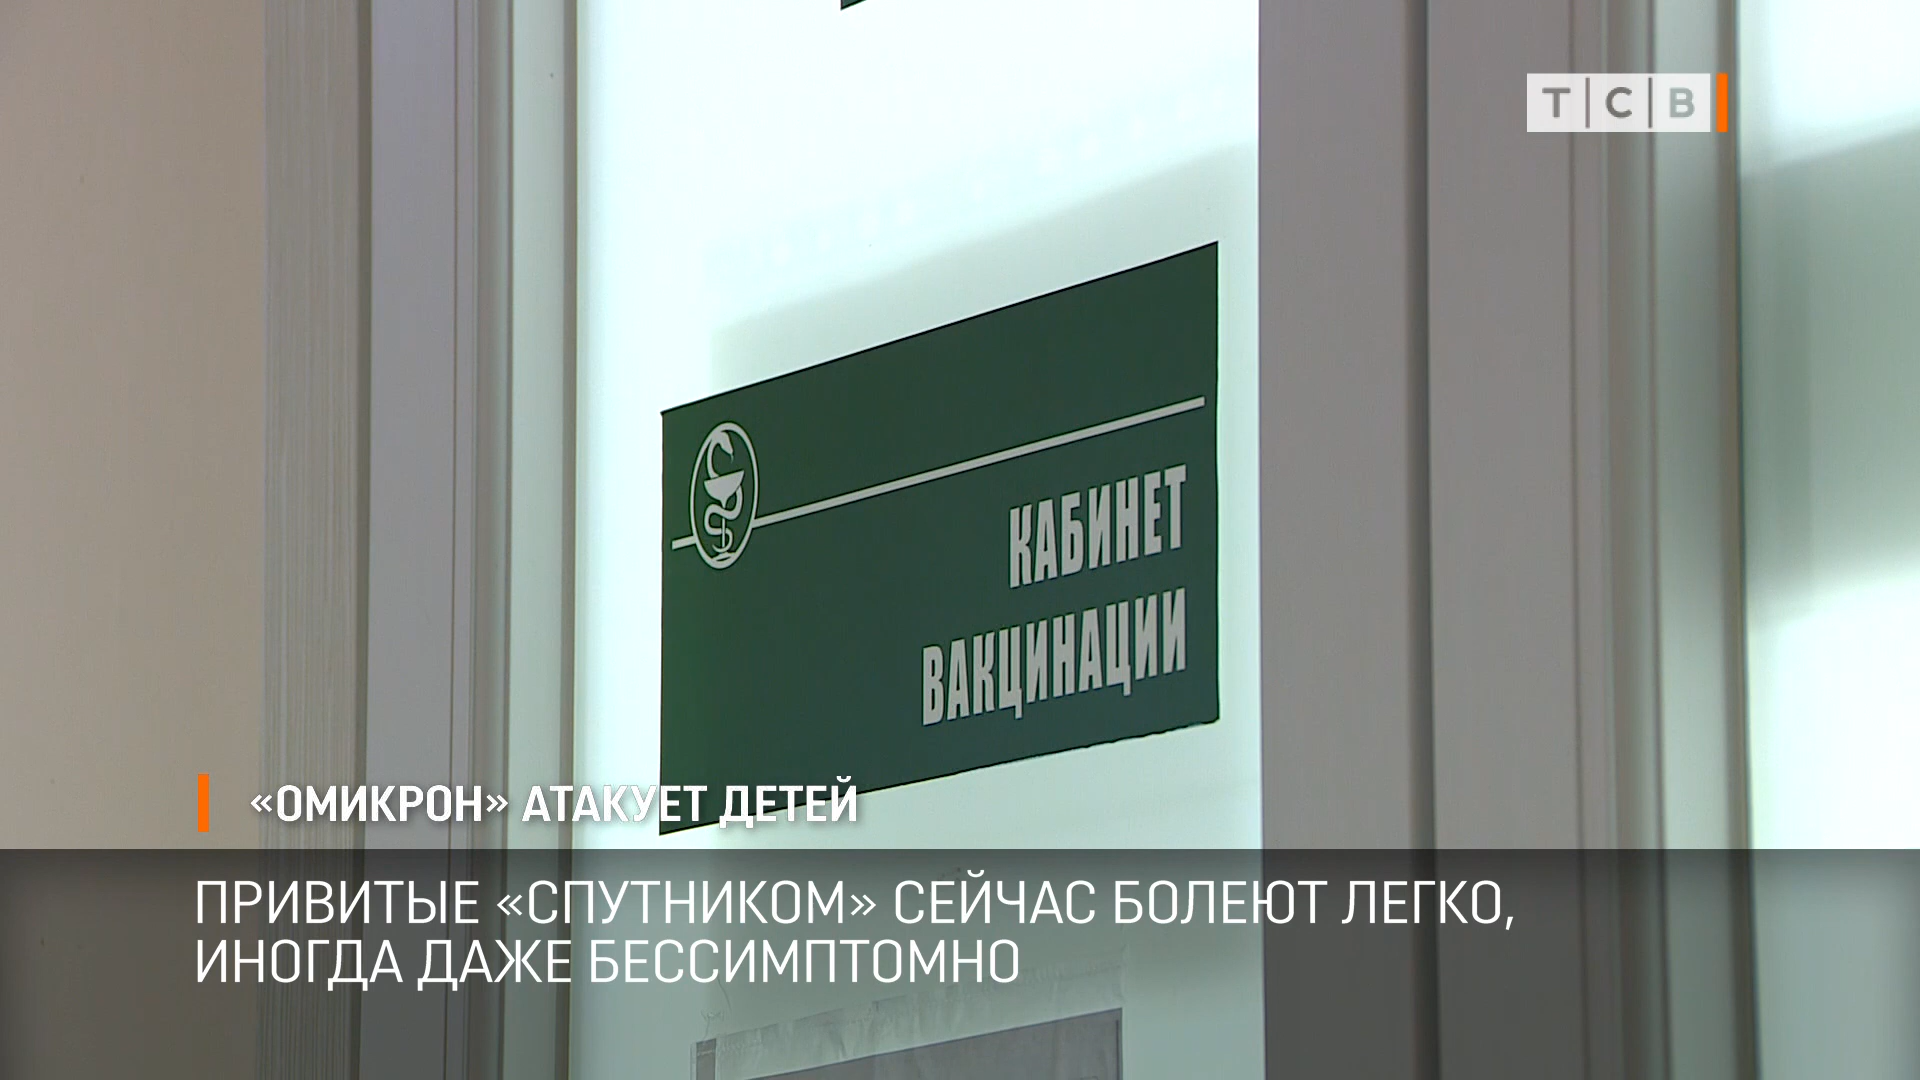 ТСВ
КАБИНЕТ
ВАКЦИНАЦИИ
«ОМИКРОН» АТАКУЕТ ДЕТЕЙ
ПРИВИТЫЕ «СПУТНИКОМ» СЕЙЧАС БОЛЕЮТ ЛЕГКО,
ИНОГДА ДАЖЕ БЕССИМПТОМНО